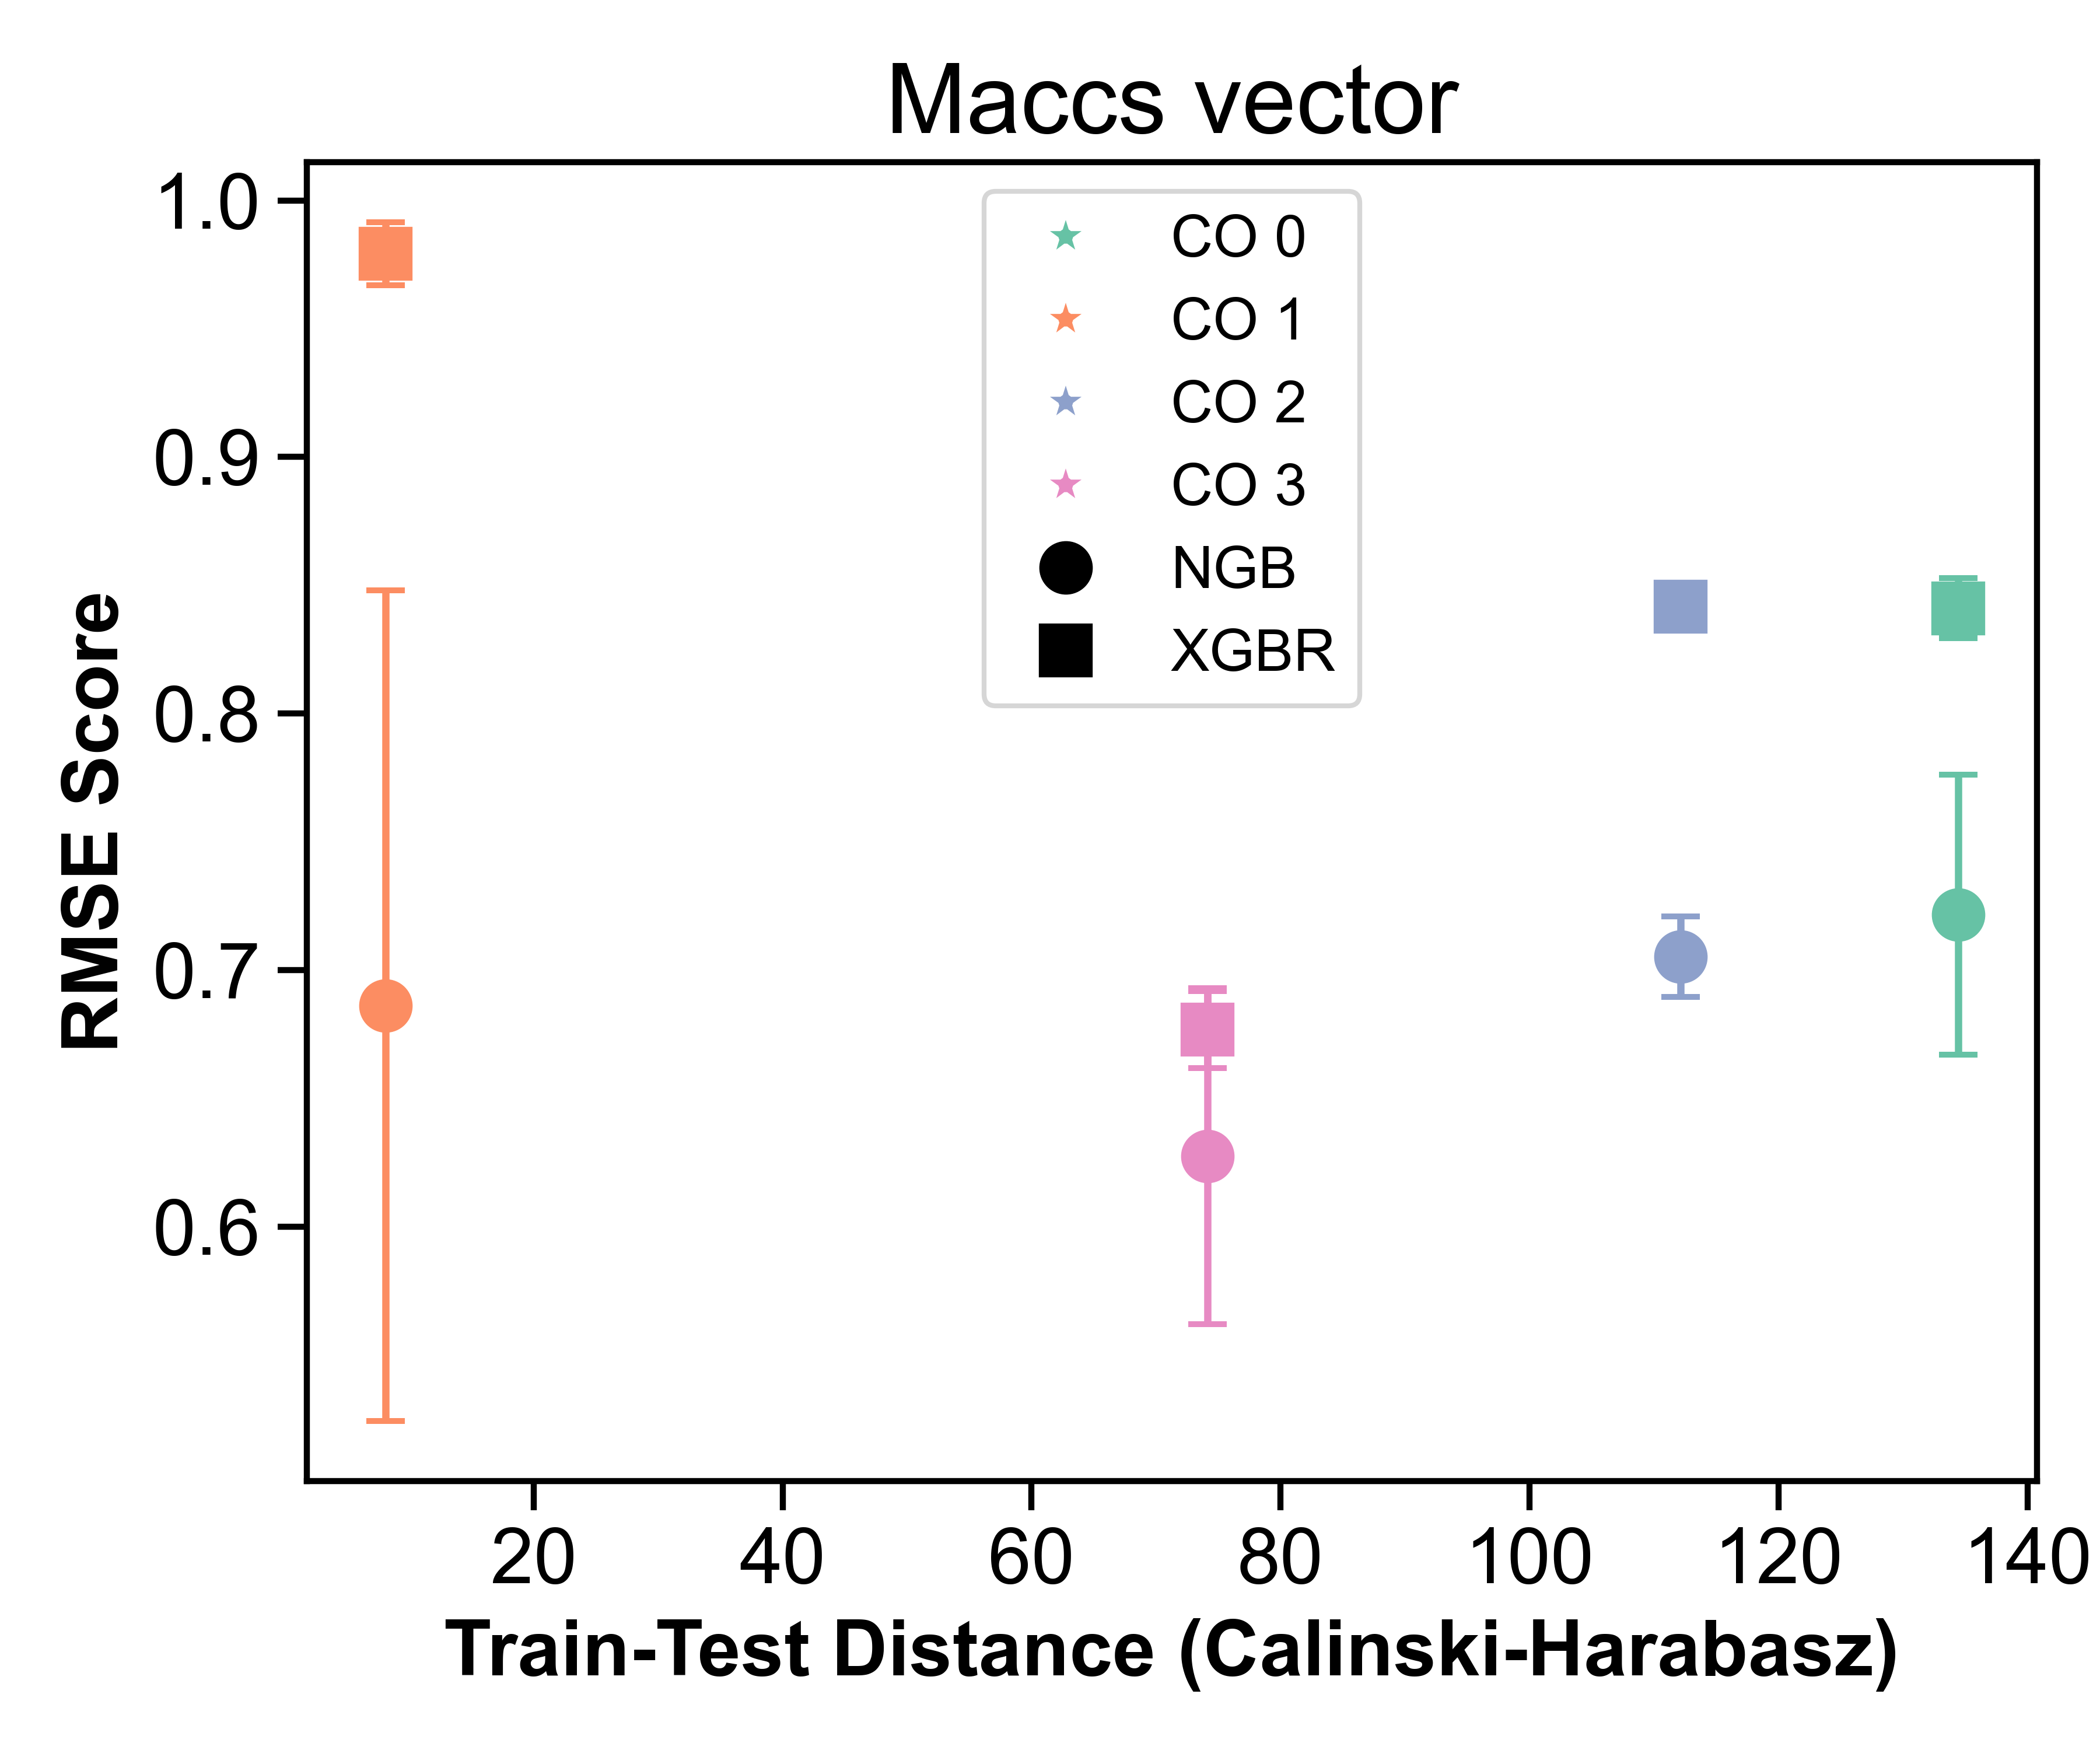 Maccs vector
1.0
0.9
0.8
0.7
0.6
RMSE Score
CO 0
CO 1
CO 2
CO 3
NGB
XGBR
20 40 60 80 100 120 140
Train-Test Distance (Calinski-Harabasz)